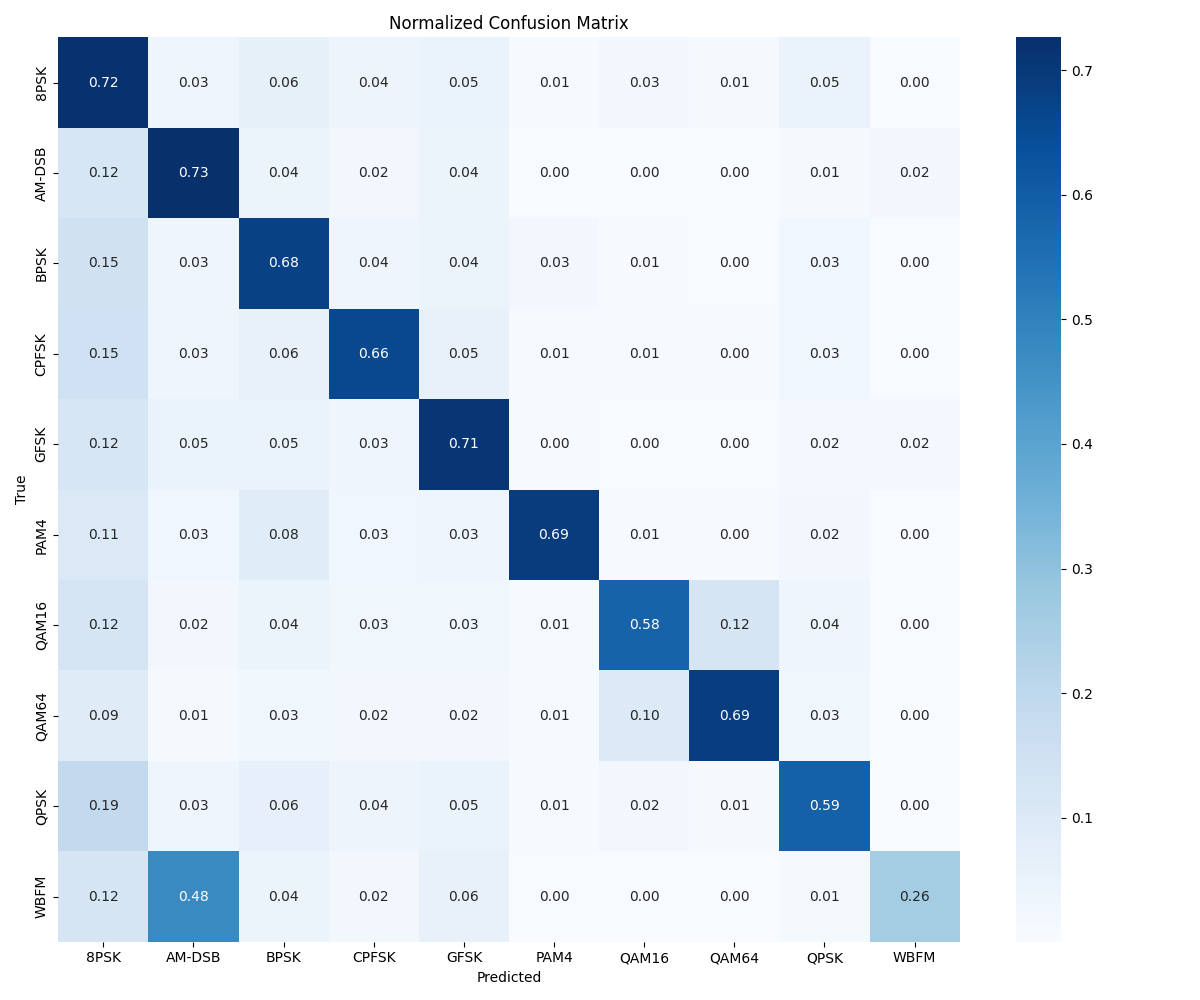 Normalized Confusion Matrix
8PSK 0.72 0.03 0.06 0.04 0.05 0.01 0.03 0.01 0.05 0.00
AM-DSB 0.12 0.73 0.04 0.02 0.04 0.00 0.00 0.00 0.01 0.02
BPSK 0.15 0.03 0.68 0.04 0.04 0.03 0.01 0.00 0.03 0.00
CPFSK 0.15 0.03 0.06 0.66 0.05 0.01 0.01 0.00 0.03 0.00
GFSK 0.12 0.05 0.05 0.03 0.71 0.00 0.00 0.00 0.02 0.02
PAM4 0.11 0.03 0.08 0.03 0.03 0.69 0.01 0.00 0.02 0.00
QAM16 0.12 0.02 0.04 0.03 0.03 0.01 0.58 0.12 0.04 0.00
QAM64 0.09 0.01 0.03 0.02 0.02 0.01 0.10 0.69 0.03 0.00
QPSK 0.19 0.03 0.06 0.04 0.05 0.01 0.02 0.01 0.59 0.00
WBFM 0.12 0.48 0.04 0.02 0.06 0.00 0.00 0.00 0.01 0.26
8PSK AM-DSB BPSK CPFSK GFSK PAM4 QAM16 QAM64 QPSK WBFM
Predicted
True
0.7
0.6
0.5
0.4
0.3
0.2
0.1